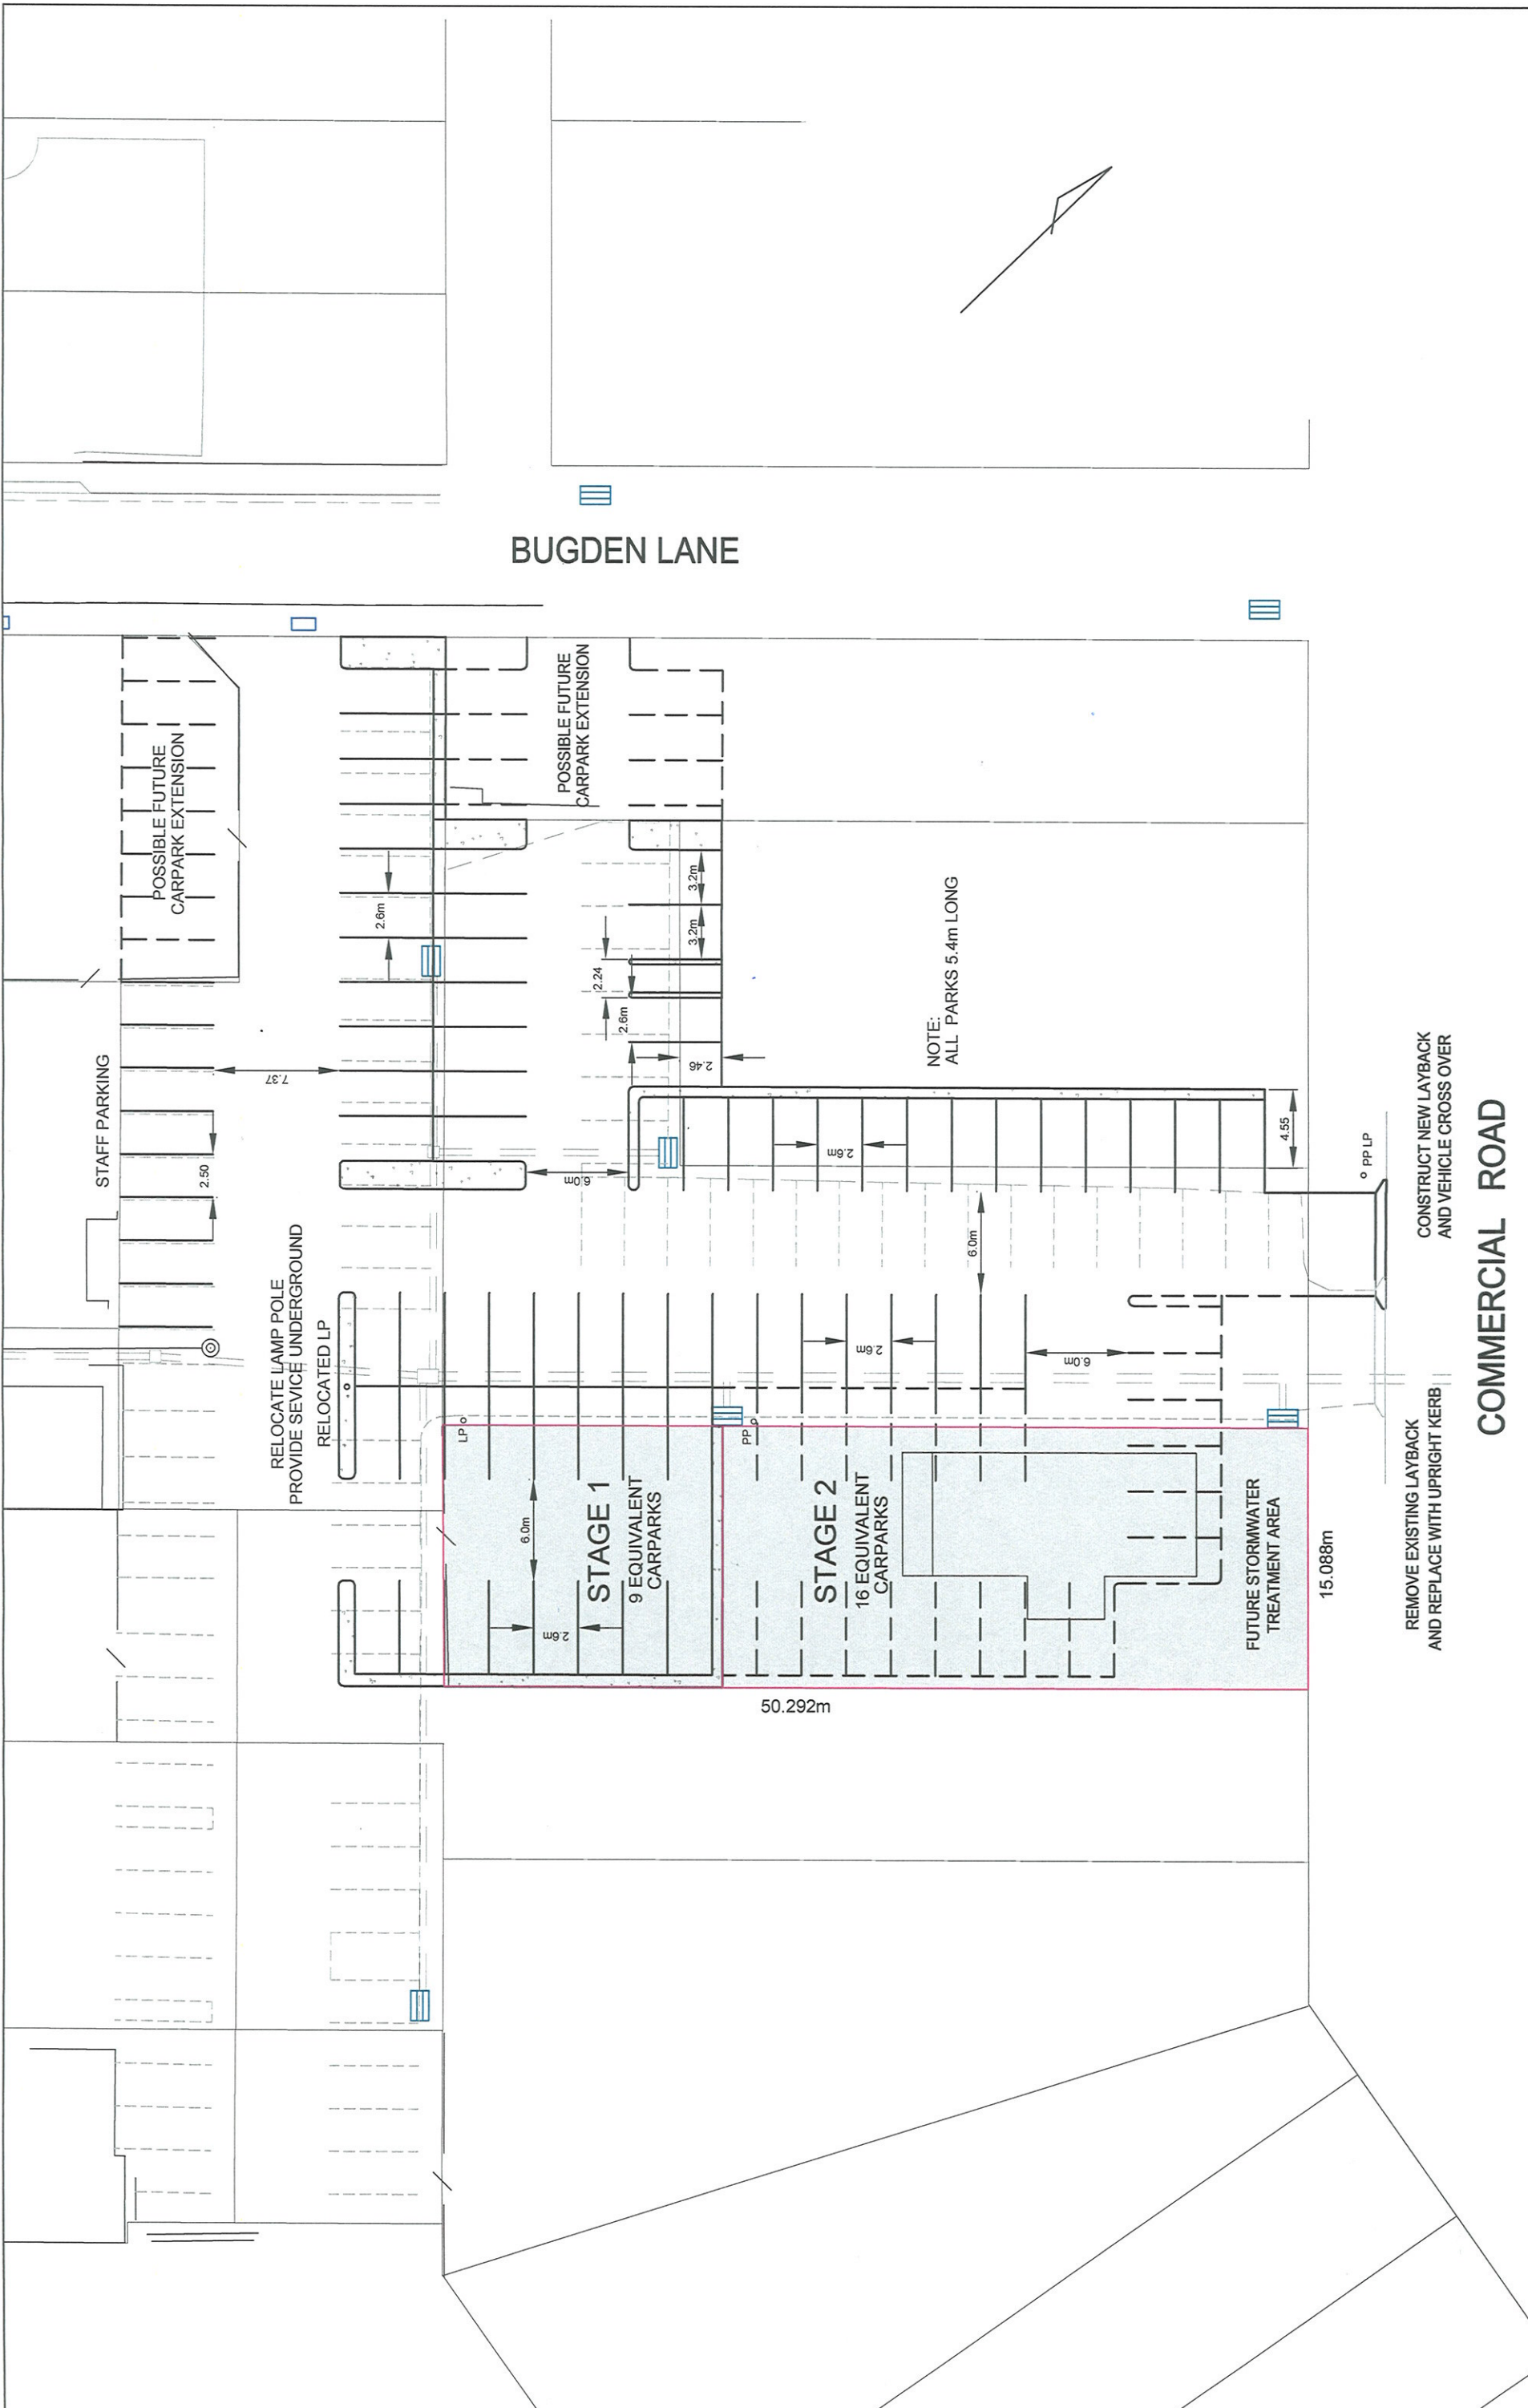 BUGDEN LANE
POSSIBLE FUTURE
CARPARK EXTENSION
POSSIBLE FUTURE
CARPARK EXTENSION
2.6m
3.2m
3.2m
2.24
2.6m
2.46
NOTE:
ALL PARKS 5.4m LONG
STAFF PARKING
7.37
2.50
6.0m
2.6m
4.55
PP LP
CONSTRUCT NEW LAYBACK
AND VEHICLE CROSS OVER
COMMERCIAL ROAD
RELOCATE LAMP POLE
PROVIDE SEVICE UNDERGROUND
RELOCATED LP
6.0m
2.6m
6.0m
LP
PP
STAGE 1
9 EQUIVALENT
CARPARKS
6.0m
2.6m
STAGE 2
16 EQUIVALENT
CARPARKS
FUTURE STORMWATER
TREATMENT AREA
15.088m
REMOVE EXISTING LAYBACK
AND REPLACE WITH UPRIGHT KERB
50.292m